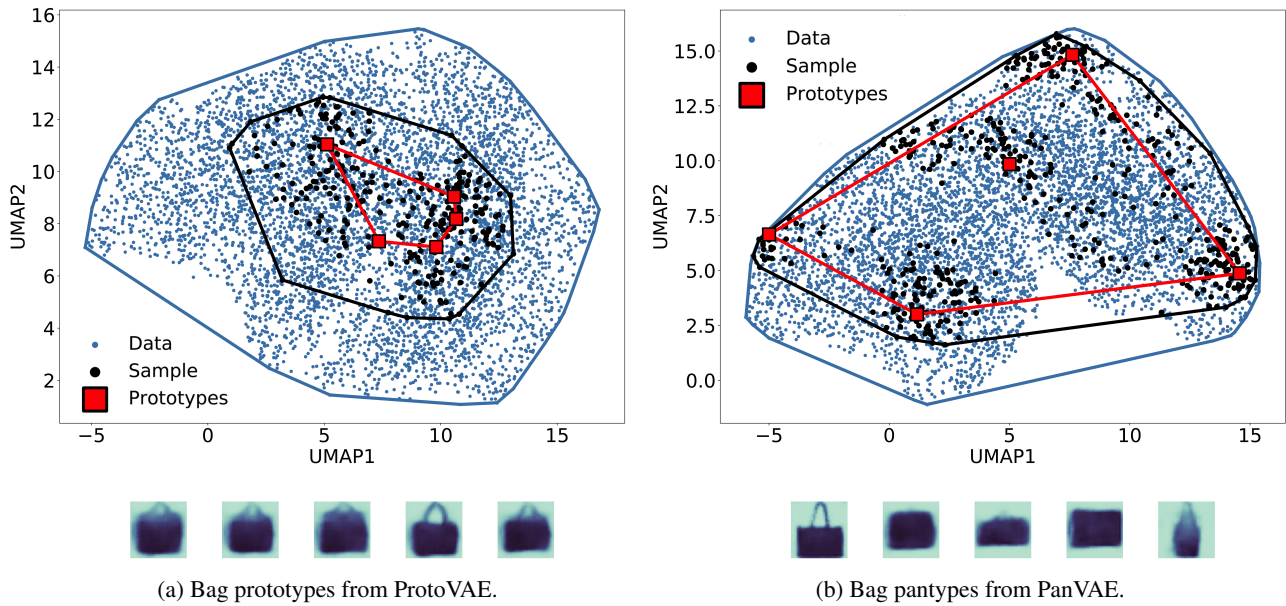 16
14
12
10
8
6
4
2
UMAP2
Data
Sample
Prototypes
−5
0
5
10
15
UMAP1
15.0
12.5
10.0
7.5
5.0
2.5
0.0
UMAP2
Data
Sample
Prototypes
−5
0
5
10
15
UMAP1
(a) Bag prototypes from ProtoVAE.
(b) Bag pantypes from PanVAE.